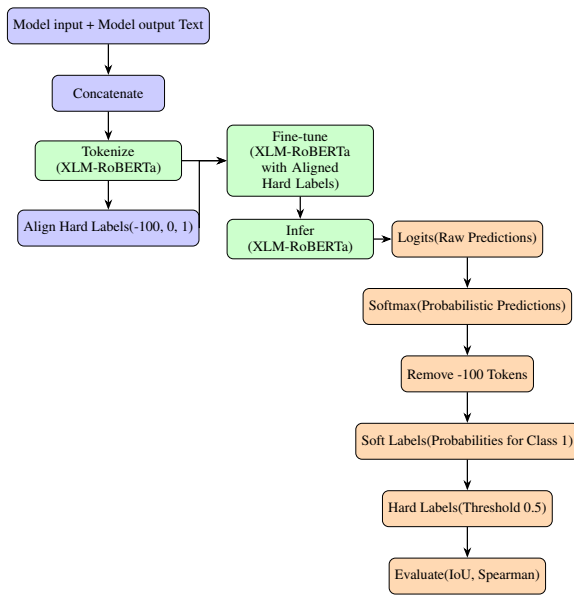 Model input + Model output Text
Concatenate
Tokenize
(XLM-RoBERTa)
Align Hard Labels(-100, 0, 1)
Fine-tune
(XLM-RoBERTa
with Aligned
Hard Labels)
Infer
(XLM-RoBERTa)
Logits(Raw Predictions)
Softmax(Probabilistic Predictions)
Remove -100 Tokens
Soft Labels(Probabilities for Class 1)
Hard Labels(Threshold 0.5)
Evaluate(IoU, Spearman)